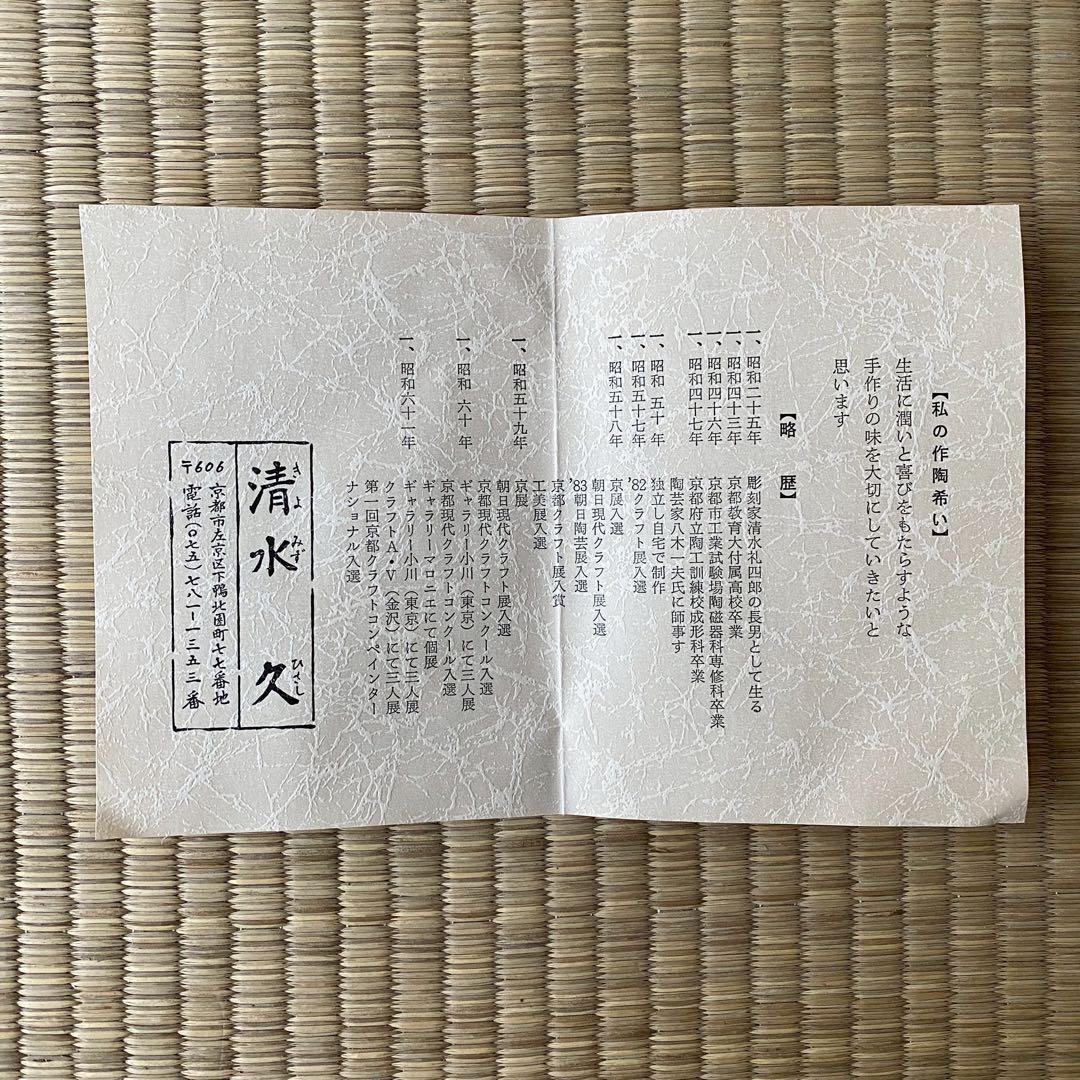 【私の作陶希い】
生活に潤いと喜びをもたらすような
手作りの味を大切にしていきたいと
思います
【略 歴】
一、昭和二十五年 彫刻家清水礼四郎の長男として生る
一、昭和四十三年 京都教育大付属高校卒業
一、昭和四十六年 京都市工業試験場陶磁器科専修科卒業
一、昭和四十七年 京都府立陶工訓練校成形科卒業
陶芸家八木一夫氏に師事す
一、昭和 五十 年 独立し自宅で制作
一、昭和五十七年 '82クラフト展入選
一、昭和五十八年 京展入選
朝日現代クラフト展入選
'83朝日陶芸展入選
京都クラフト展入賞
工美展入選
一、昭和五十九年 京展
朝日現代クラフト展入選
京都現代クラフトコンクール入選
一、昭和 六十 年 ギャラリー小川（東京）にて三人展
京都現代クラフトコンクール入選
ギャラリーマロニエにて個展
一、昭和六十一年 ギャラリー小川（東京）にて三人展
クラフトA・V（金沢）にて三人展
第一回京都クラフトコンペインター
ナショナル入選
清水 久
きよ みず ひさし
〒606 京都市左京区下鴨北園町七七番地
電話（〇七五）七八一ー一三五三番